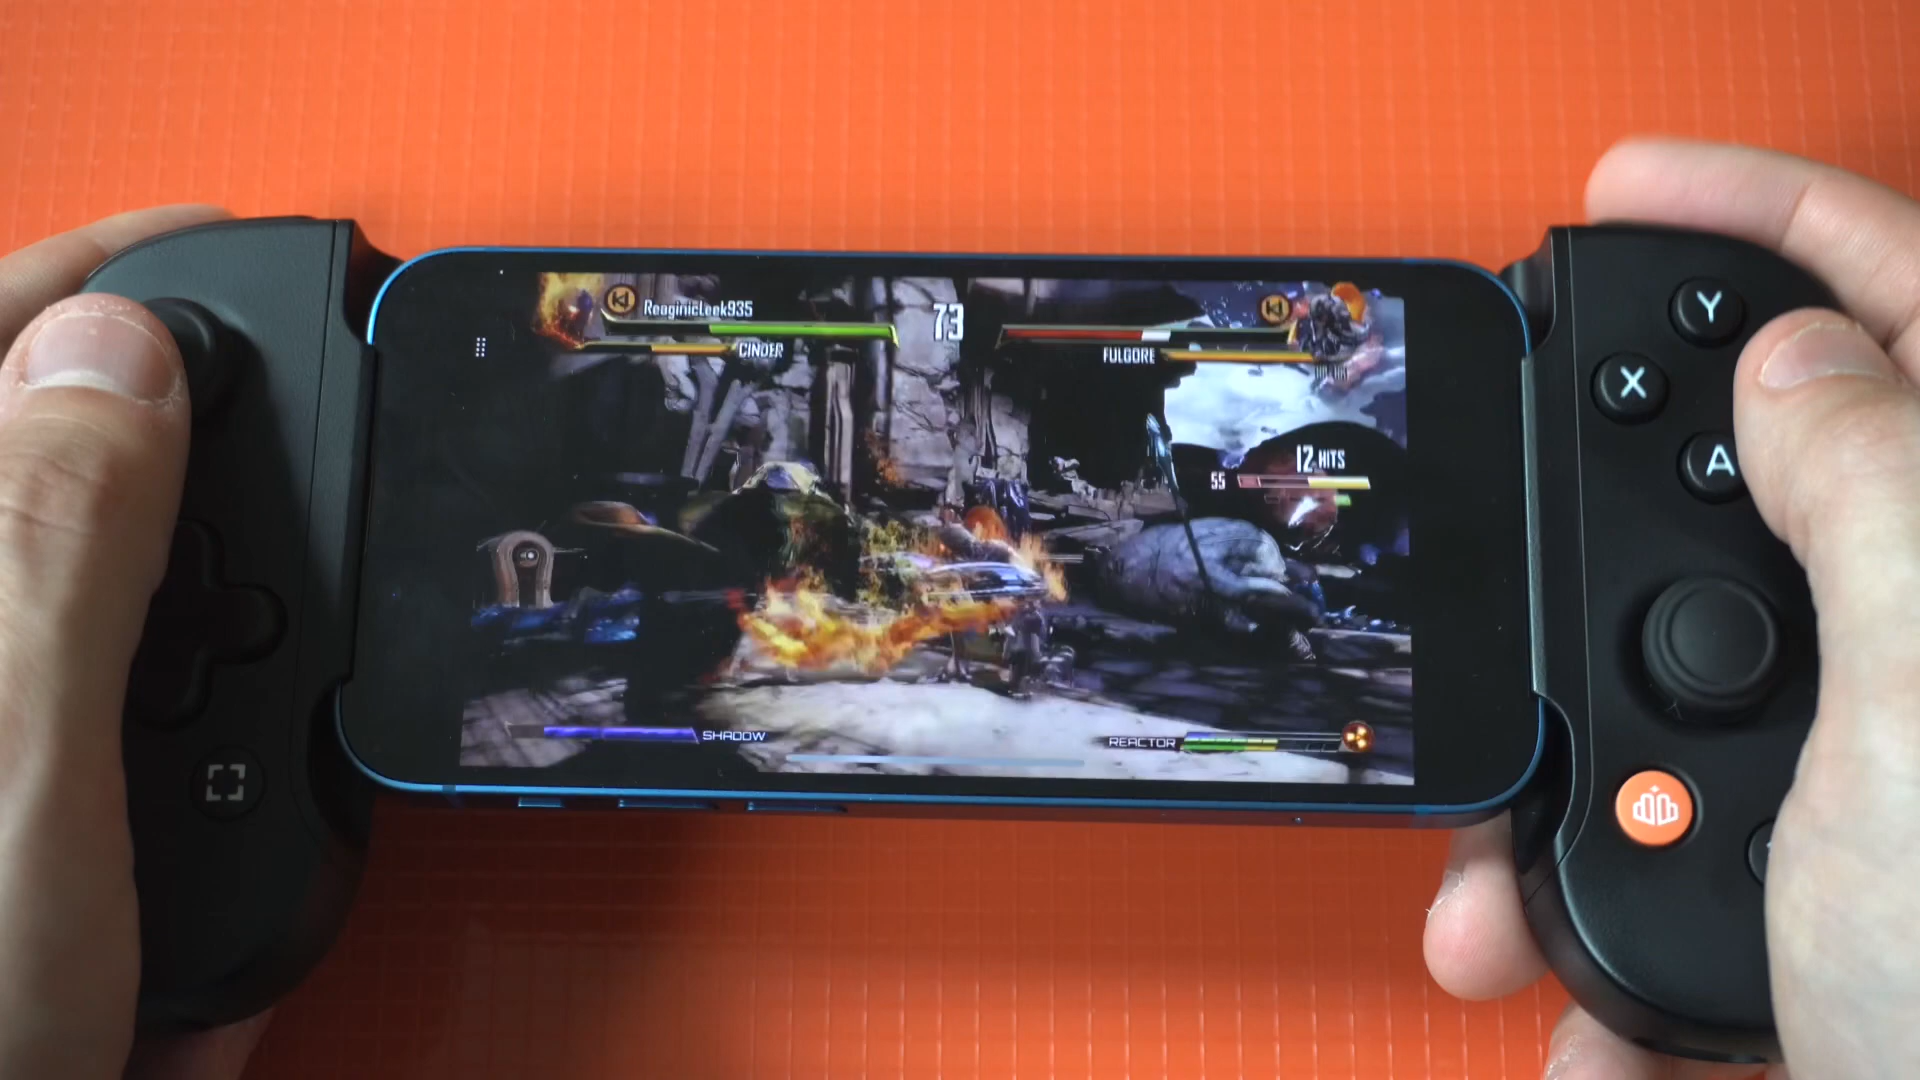 ReaginicLeek935
73
CINDER
FULGORE
12 HITS
55
SHADOW
REACTOR
Y
X
A